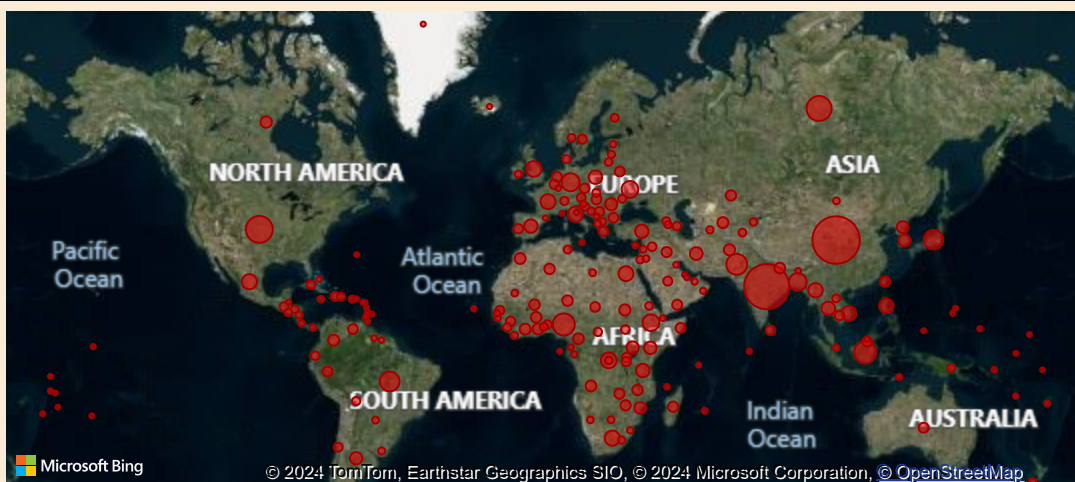 NORTH AMERICA
EUROPE
ASIA
Pacific
Ocean
Atlantic
Ocean
AFRICA
SOUTH AMERICA
Indian
Ocean
AUSTRALIA
Microsoft Bing
© 2024 TomTom, Earthstar Geographics SIO, © 2024 Microsoft Corporation, © OpenStreetMap